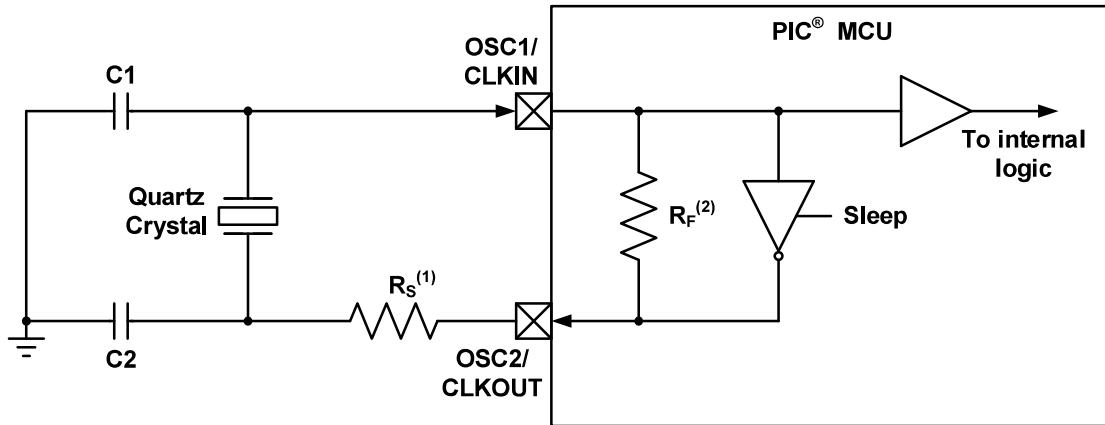 PIC® MCU
OSC1/
CLKIN
C1
To internal
logic
Quartz
Crystal
RF(2)
Sleep
RS(1)
C2
OSC2/
CLKOUT